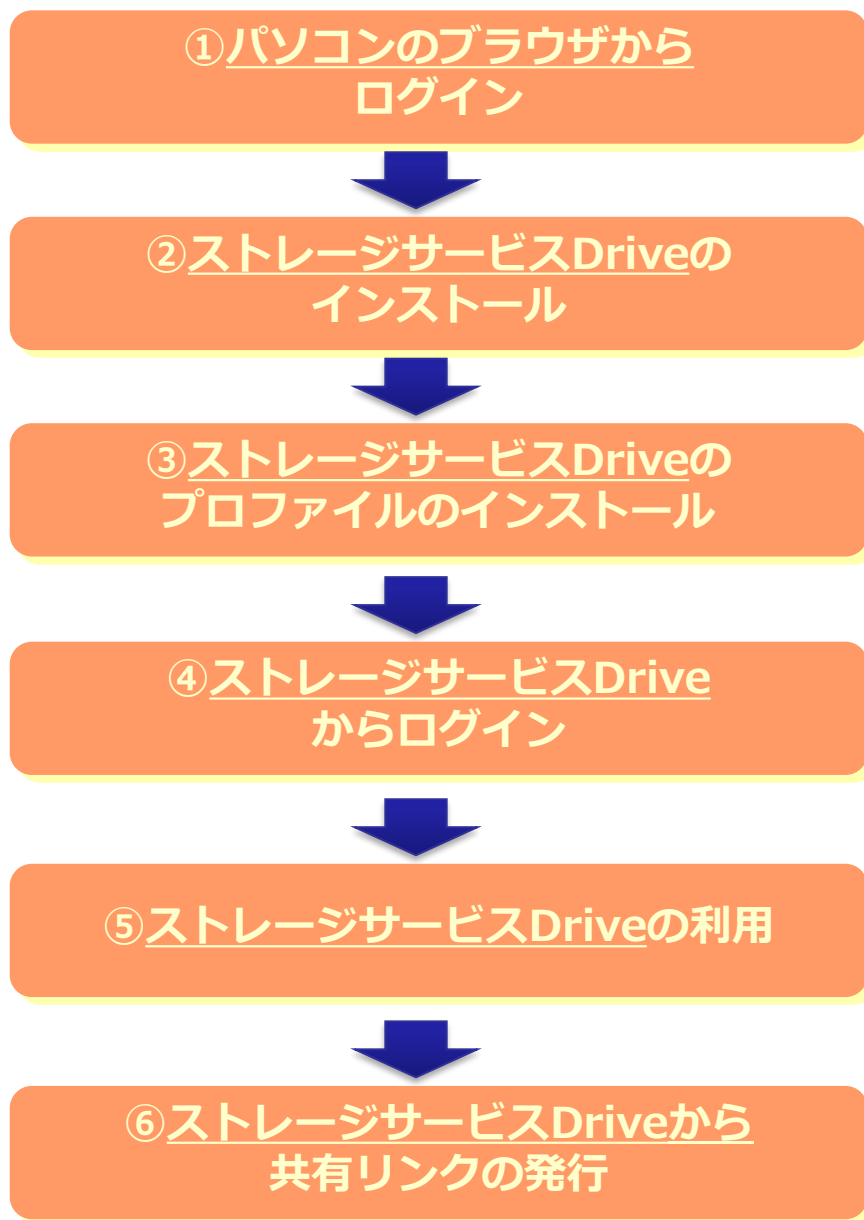 ①パソコンのブラウザから
ログイン
②ストレージサービスDriveの
インストール
③ストレージサービスDriveの
プロファイルのインストール
④ストレージサービスDrive
からログイン
⑤ストレージサービスDriveの利用
⑥ストレージサービスDriveから
共有リンクの発行